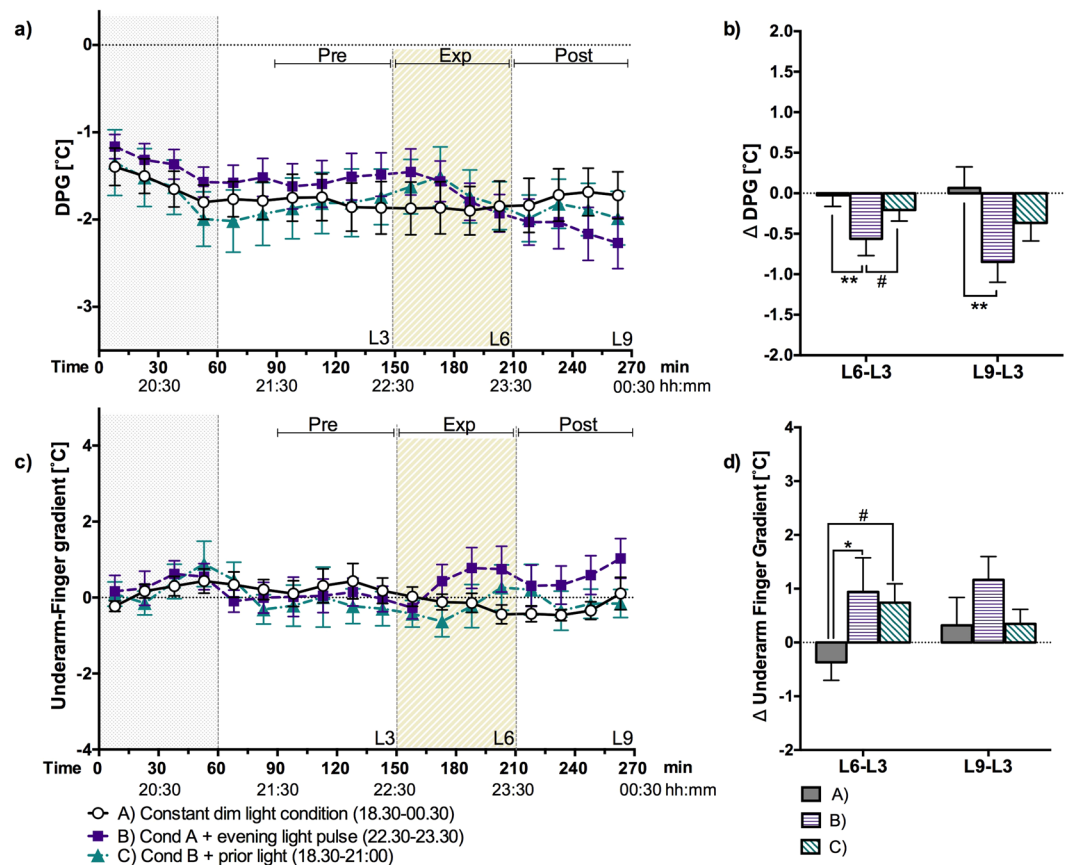 a)
Pre Exp Post
0
-1
-2
-3
DPG [˚C]
L3 L6 L9
Time 0 30 60 90 120 150 180 210 240 270 min
20:30 21:30 22:30 23:30 00:30 hh:mm
b)
2.0
1.5
1.0
0.5
0.0
-0.5
-1.0
-1.5
-2.0
Δ DPG [˚C]
** #
**
L6-L3 L9-L3
c)
Pre Exp Post
4
2
0
-2
-4
Underarm-Finger gradient [˚C]
L3 L6 L9
Time 0 30 60 90 120 150 180 210 240 270 min
20:30 21:30 22:30 23:30 00:30 hh:mm
A) Constant dim light condition (18.30-00.30)
B) Cond A + evening light pulse (22.30-23.30)
C) Cond B + prior light (18.30-21:00)
d)
4
3
2
1
0
-1
-2
Δ Underarm Finger Gradient [˚C]
#
*
L6-L3 L9-L3
A)
B)
C)